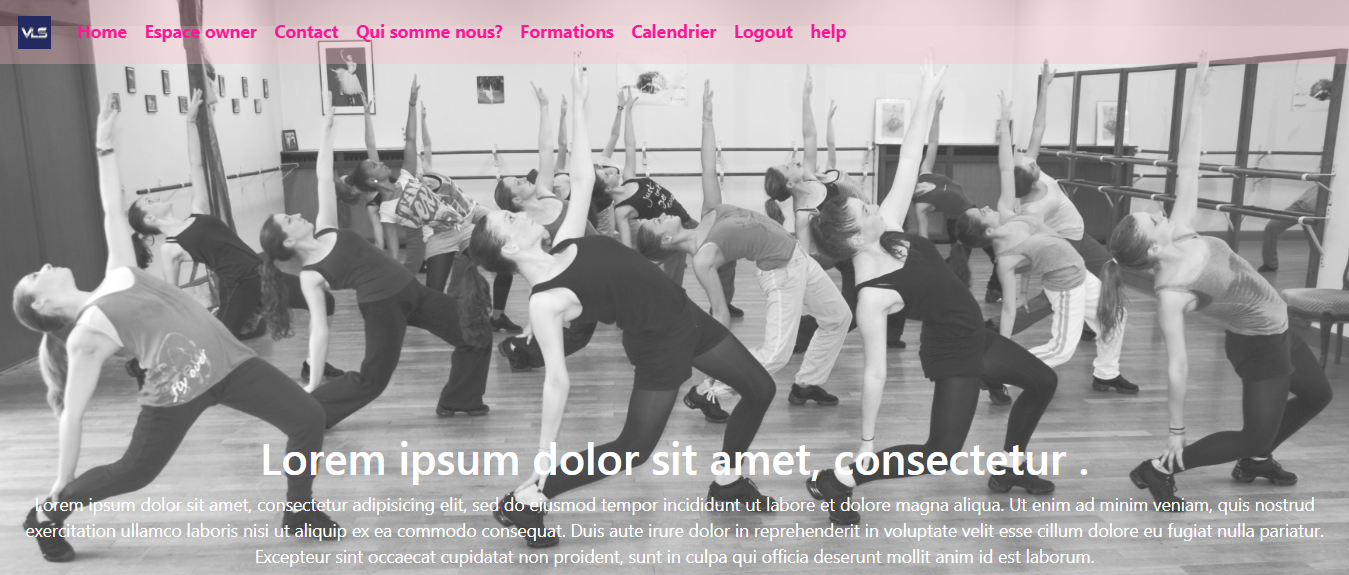 VLS
Home Espace owner Contact Qui somme nous? Formations Calendrier Logout help
Just
fly over
Lorem ipsum dolor sit amet, consectetur .
Lorem ipsum dolor sit amet, consectetur adipisicing elit, sed do eiusmod tempor incididunt ut labore et dolore magna aliqua. Ut enim ad minim veniam, quis nostrud
exercitation ullamco laboris nisi ut aliquip ex ea commodo consequat. Duis aute irure dolor in reprehenderit in voluptate velit esse cillum dolore eu fugiat nulla pariatur.
Excepteur sint occaecat cupidatat non proident, sunt in culpa qui officia deserunt mollit anim id est laborum.